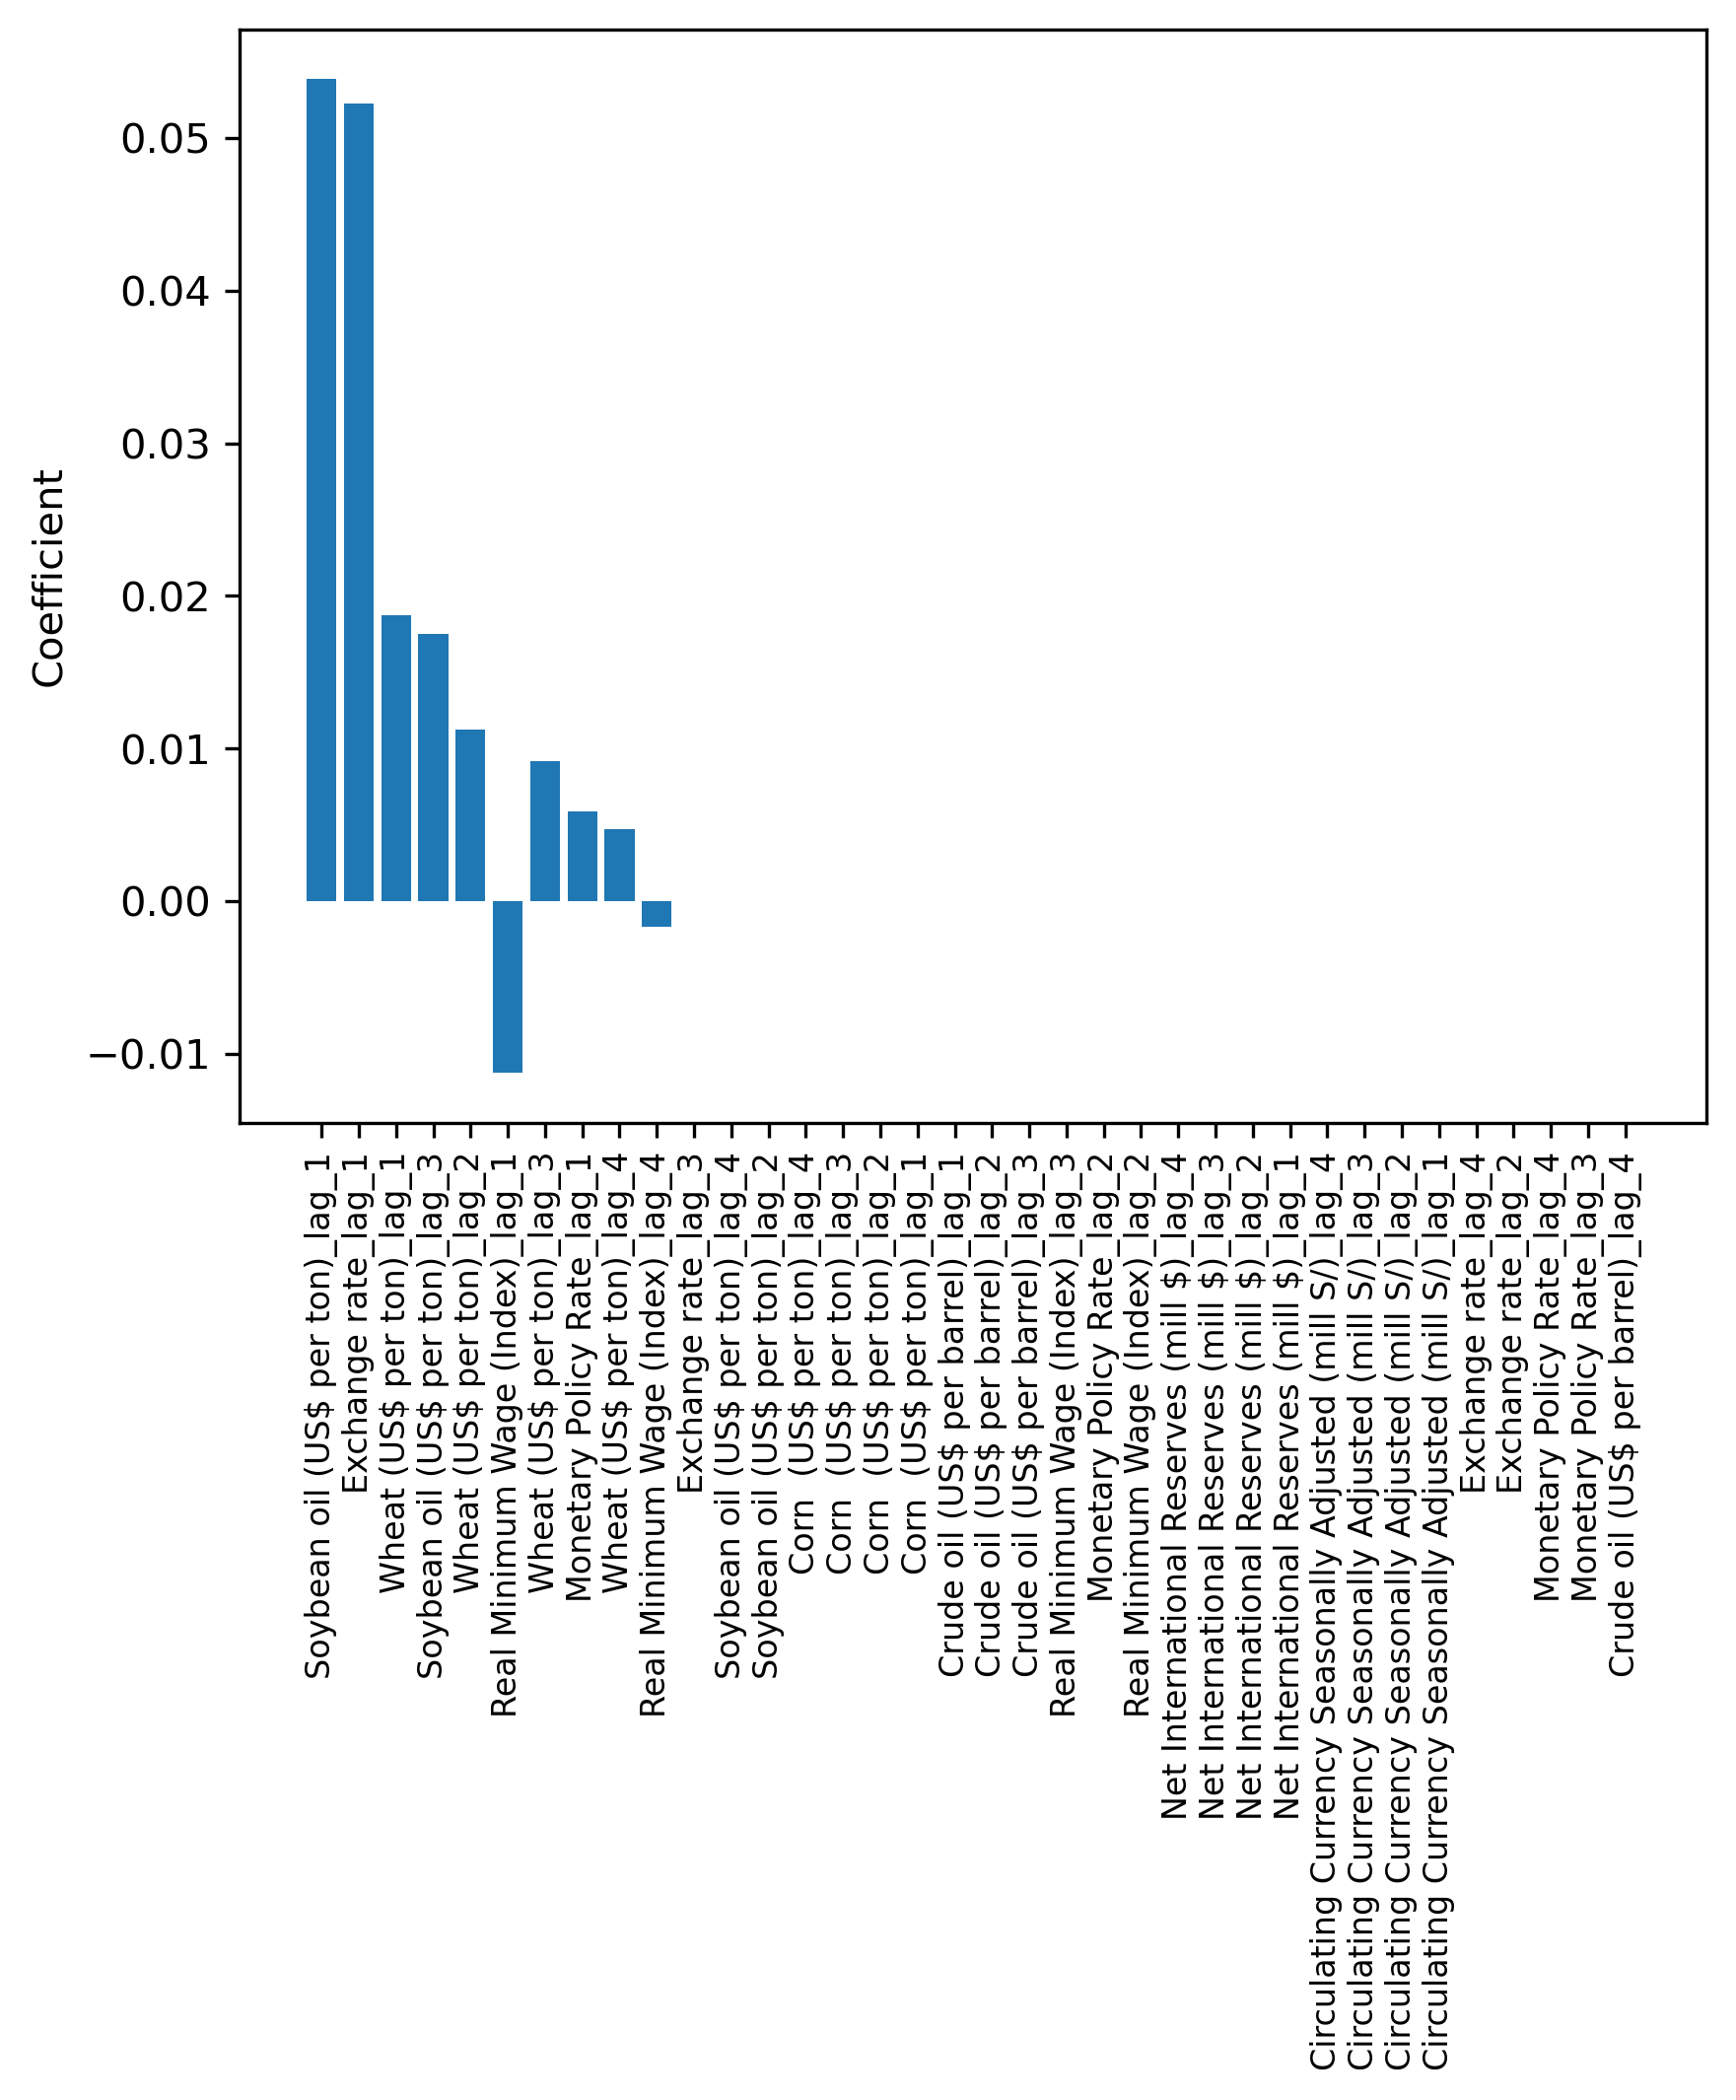 Coefficient
0.05
0.04
0.03
0.02
0.01
0.00
−0.01
Soybean oil (US$ per ton)_lag_1
Exchange rate_lag_1
Wheat (US$ per ton)_lag_1
Soybean oil (US$ per ton)_lag_3
Wheat (US$ per ton)_lag_2
Real Minimum Wage (Index)_lag_1
Wheat (US$ per ton)_lag_3
Monetary Policy Rate_lag_1
Wheat (US$ per ton)_lag_4
Real Minimum Wage (Index)_lag_4
Exchange rate_lag_3
Soybean oil (US$ per ton)_lag_4
Soybean oil (US$ per ton)_lag_2
Corn  (US$ per ton)_lag_4
Corn  (US$ per ton)_lag_3
Corn  (US$ per ton)_lag_2
Corn  (US$ per ton)_lag_1
Crude oil (US$ per barrel)_lag_1
Crude oil (US$ per barrel)_lag_2
Crude oil (US$ per barrel)_lag_3
Real Minimum Wage (Index)_lag_3
Monetary Policy Rate_lag_2
Real Minimum Wage (Index)_lag_2
Net International Reserves (mill $)_lag_4
Net International Reserves (mill $)_lag_3
Net International Reserves (mill $)_lag_2
Net International Reserves (mill $)_lag_1
Circulating Currency Seasonally Adjusted (mill S/)_lag_4
Circulating Currency Seasonally Adjusted (mill S/)_lag_3
Circulating Currency Seasonally Adjusted (mill S/)_lag_2
Circulating Currency Seasonally Adjusted (mill S/)_lag_1
Exchange rate_lag_4
Exchange rate_lag_2
Monetary Policy Rate_lag_4
Monetary Policy Rate_lag_3
Crude oil (US$ per barrel)_lag_4